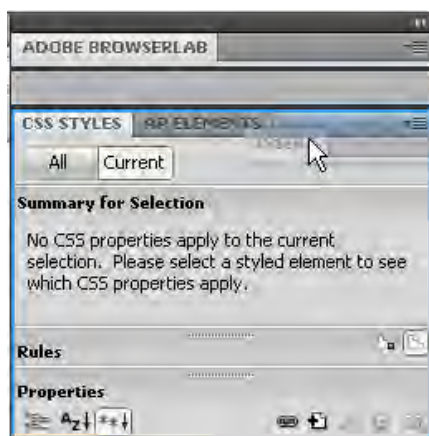 ADOBE BROWSERLAB
CSS STYLES AP ELEMENTS
All Current
Summary for Selection
No CSS properties apply to the current
selection. Please select a styled element to see
which CSS properties apply.
Rules
Properties
AZ